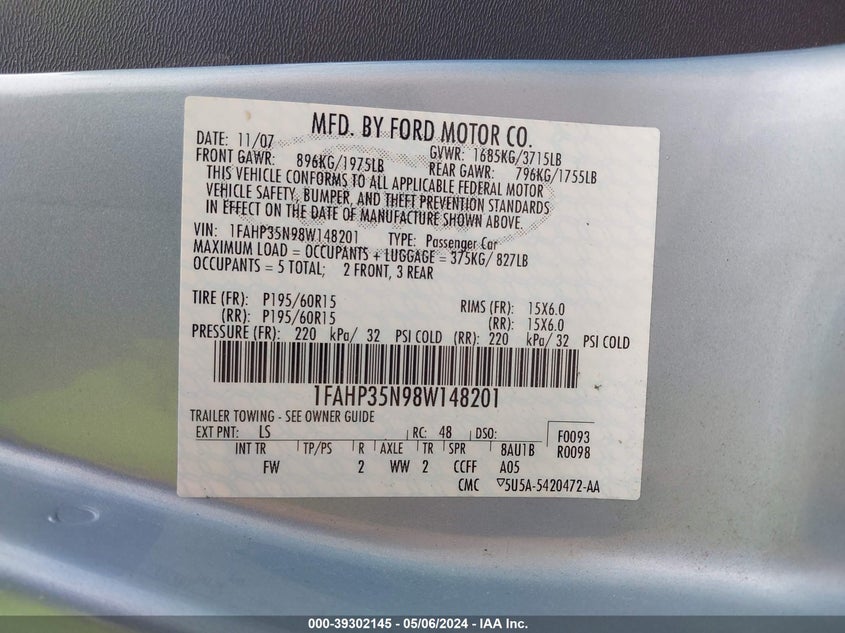 MFD. BY FORD MOTOR CO.
DATE: 11/07 GVWR: 1685KG/3715LB
FRONT GAWR: 896KG/1975LB REAR GAWR: 796KG/1755LB
THIS VEHICLE CONFORMS TO ALL APPLICABLE FEDERAL MOTOR
VEHICLE SAFETY, BUMPER, AND THEFT PREVENTION STANDARDS
IN EFFECT ON THE DATE OF MANUFACTURE SHOWN ABOVE.
VIN: 1FAHP35N98W148201 TYPE: Passenger Car
MAXIMUM LOAD = OCCUPANTS + LUGGAGE = 375KG/ 827LB
OCCUPANTS = 5 TOTAL; 2 FRONT, 3 REAR
TIRE (FR): P195/60R15 RIMS (FR): 15X6.0
(RR): P195/60R15 (RR): 15X6.0
PRESSURE (FR): 220 kPa/ 32 PSI COLD (RR): 220 kPa/ 32 PSI COLD
1FAHP35N98W148201
TRAILER TOWING - SEE OWNER GUIDE
EXT PNT: LS RC: 48 DSO: F0093
INT TR TP/PS R AXLE TR SPR 8AU1B R0098
FW 2 WW 2 CCFF A05
CMC ▽5U5A-5420472-AA
000-39302145 - 05/06/2024 - IAA Inc.